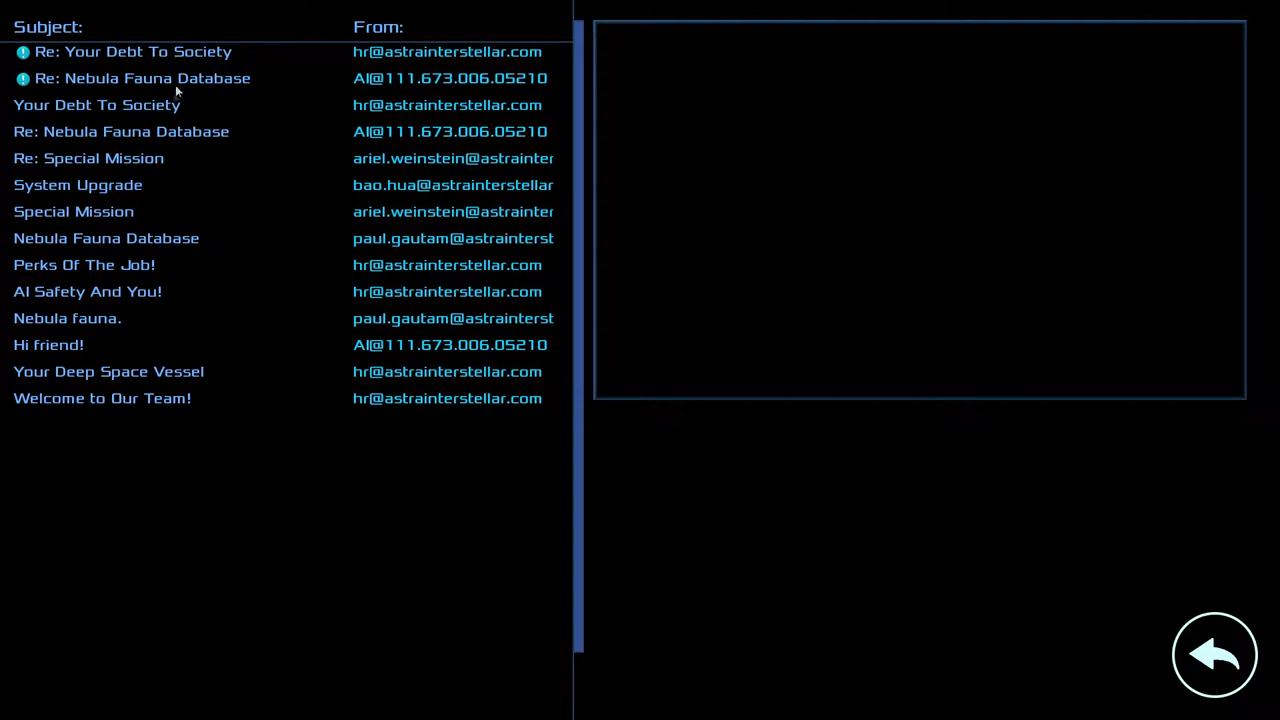 Subject: From:
Re: Your Debt To Society hr@astrainterstellar.com
Re: Nebula Fauna Database AI@111.673.006.05210
Your Debt To Society hr@astrainterstellar.com
Re: Nebula Fauna Database AI@111.673.006.05210
Re: Special Mission ariel.weinstein@astrainter
System Upgrade bao.hua@astrainterstellar
Special Mission ariel.weinstein@astrainter
Nebula Fauna Database paul.gautam@astrainterst
Perks Of The Job! hr@astrainterstellar.com
AI Safety And You! hr@astrainterstellar.com
Nebula fauna. paul.gautam@astrainterst
Hi friend! AI@111.673.006.05210
Your Deep Space Vessel hr@astrainterstellar.com
Welcome to Our Team! hr@astrainterstellar.com